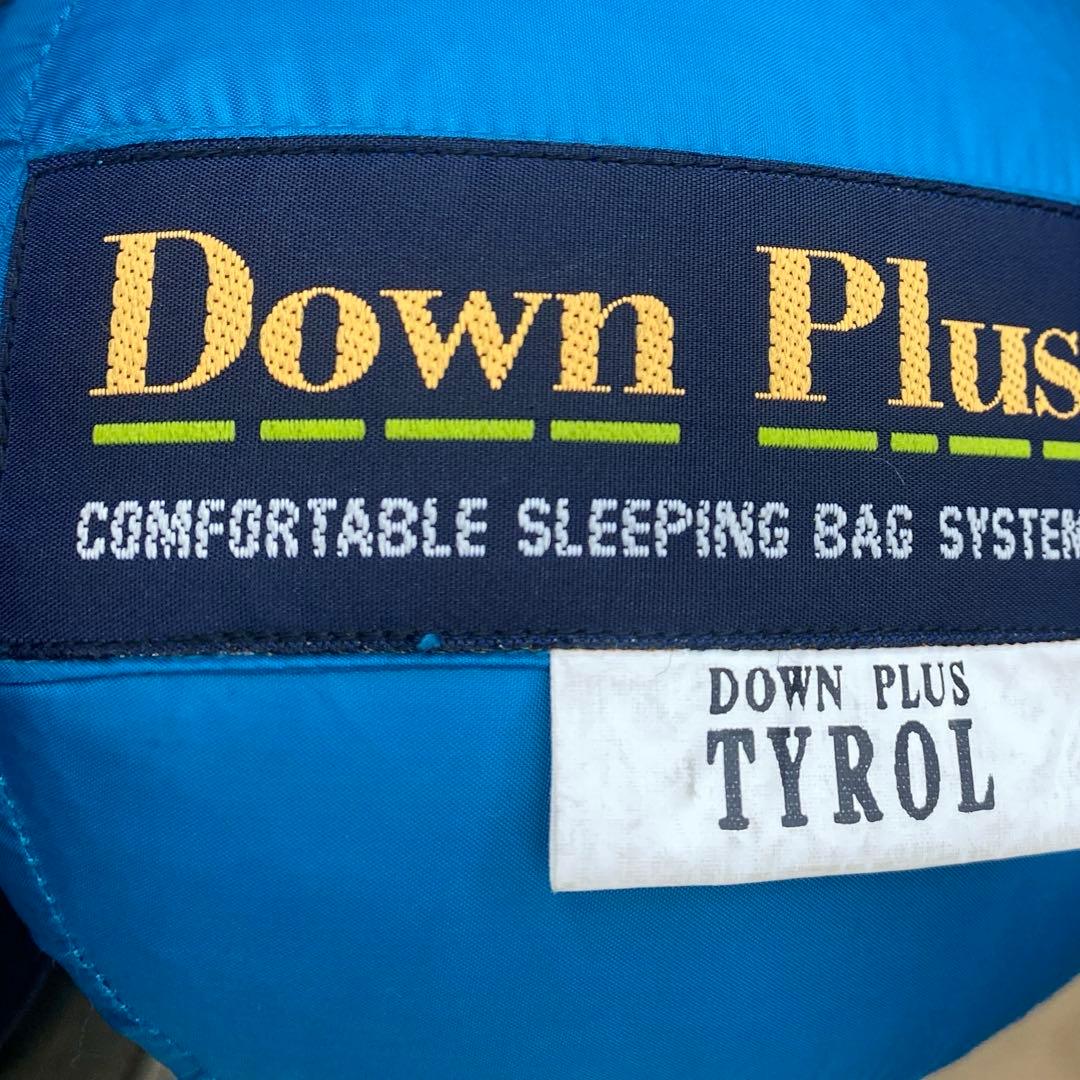 Down Plus
COMFORTABLE SLEEPING BAG SYSTEM
DOWN PLUS
TYROL